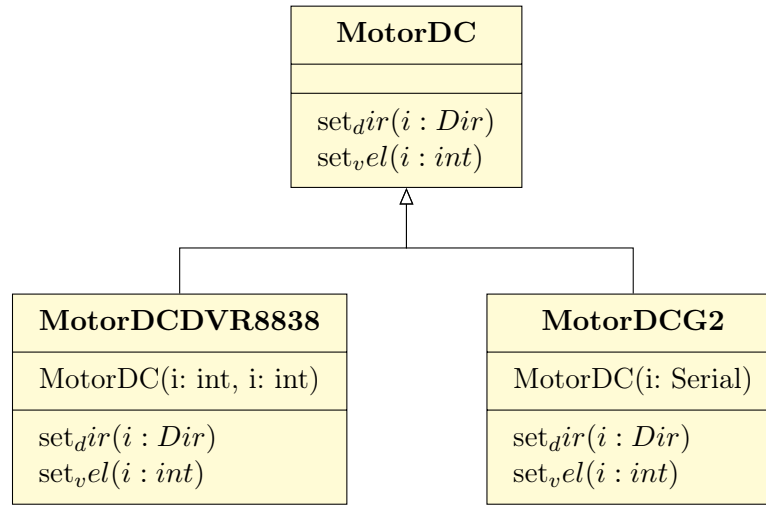 MotorDC
set_dir(i : Dir)
set_vel(i : int)
MotorDCDVR8838
MotorDC(i: int, i: int)
set_dir(i : Dir)
set_vel(i : int)
MotorDCG2
MotorDC(i: Serial)
set_dir(i : Dir)
set_vel(i : int)